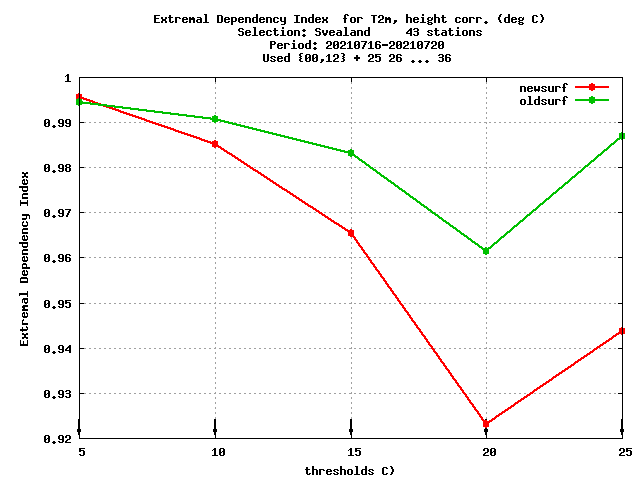 Extremal Dependency Index  for T2m, height corr. (deg C)
Selection: Svealand     43 stations
Period: 20210716-20210720
Used {00,12} + 25 26 ... 36
newsurf
oldsurf
1
0.99
0.98
0.97
0.96
0.95
0.94
0.93
0.92
Extremal Dependency Index
5 10 15 20 25
thresholds C)